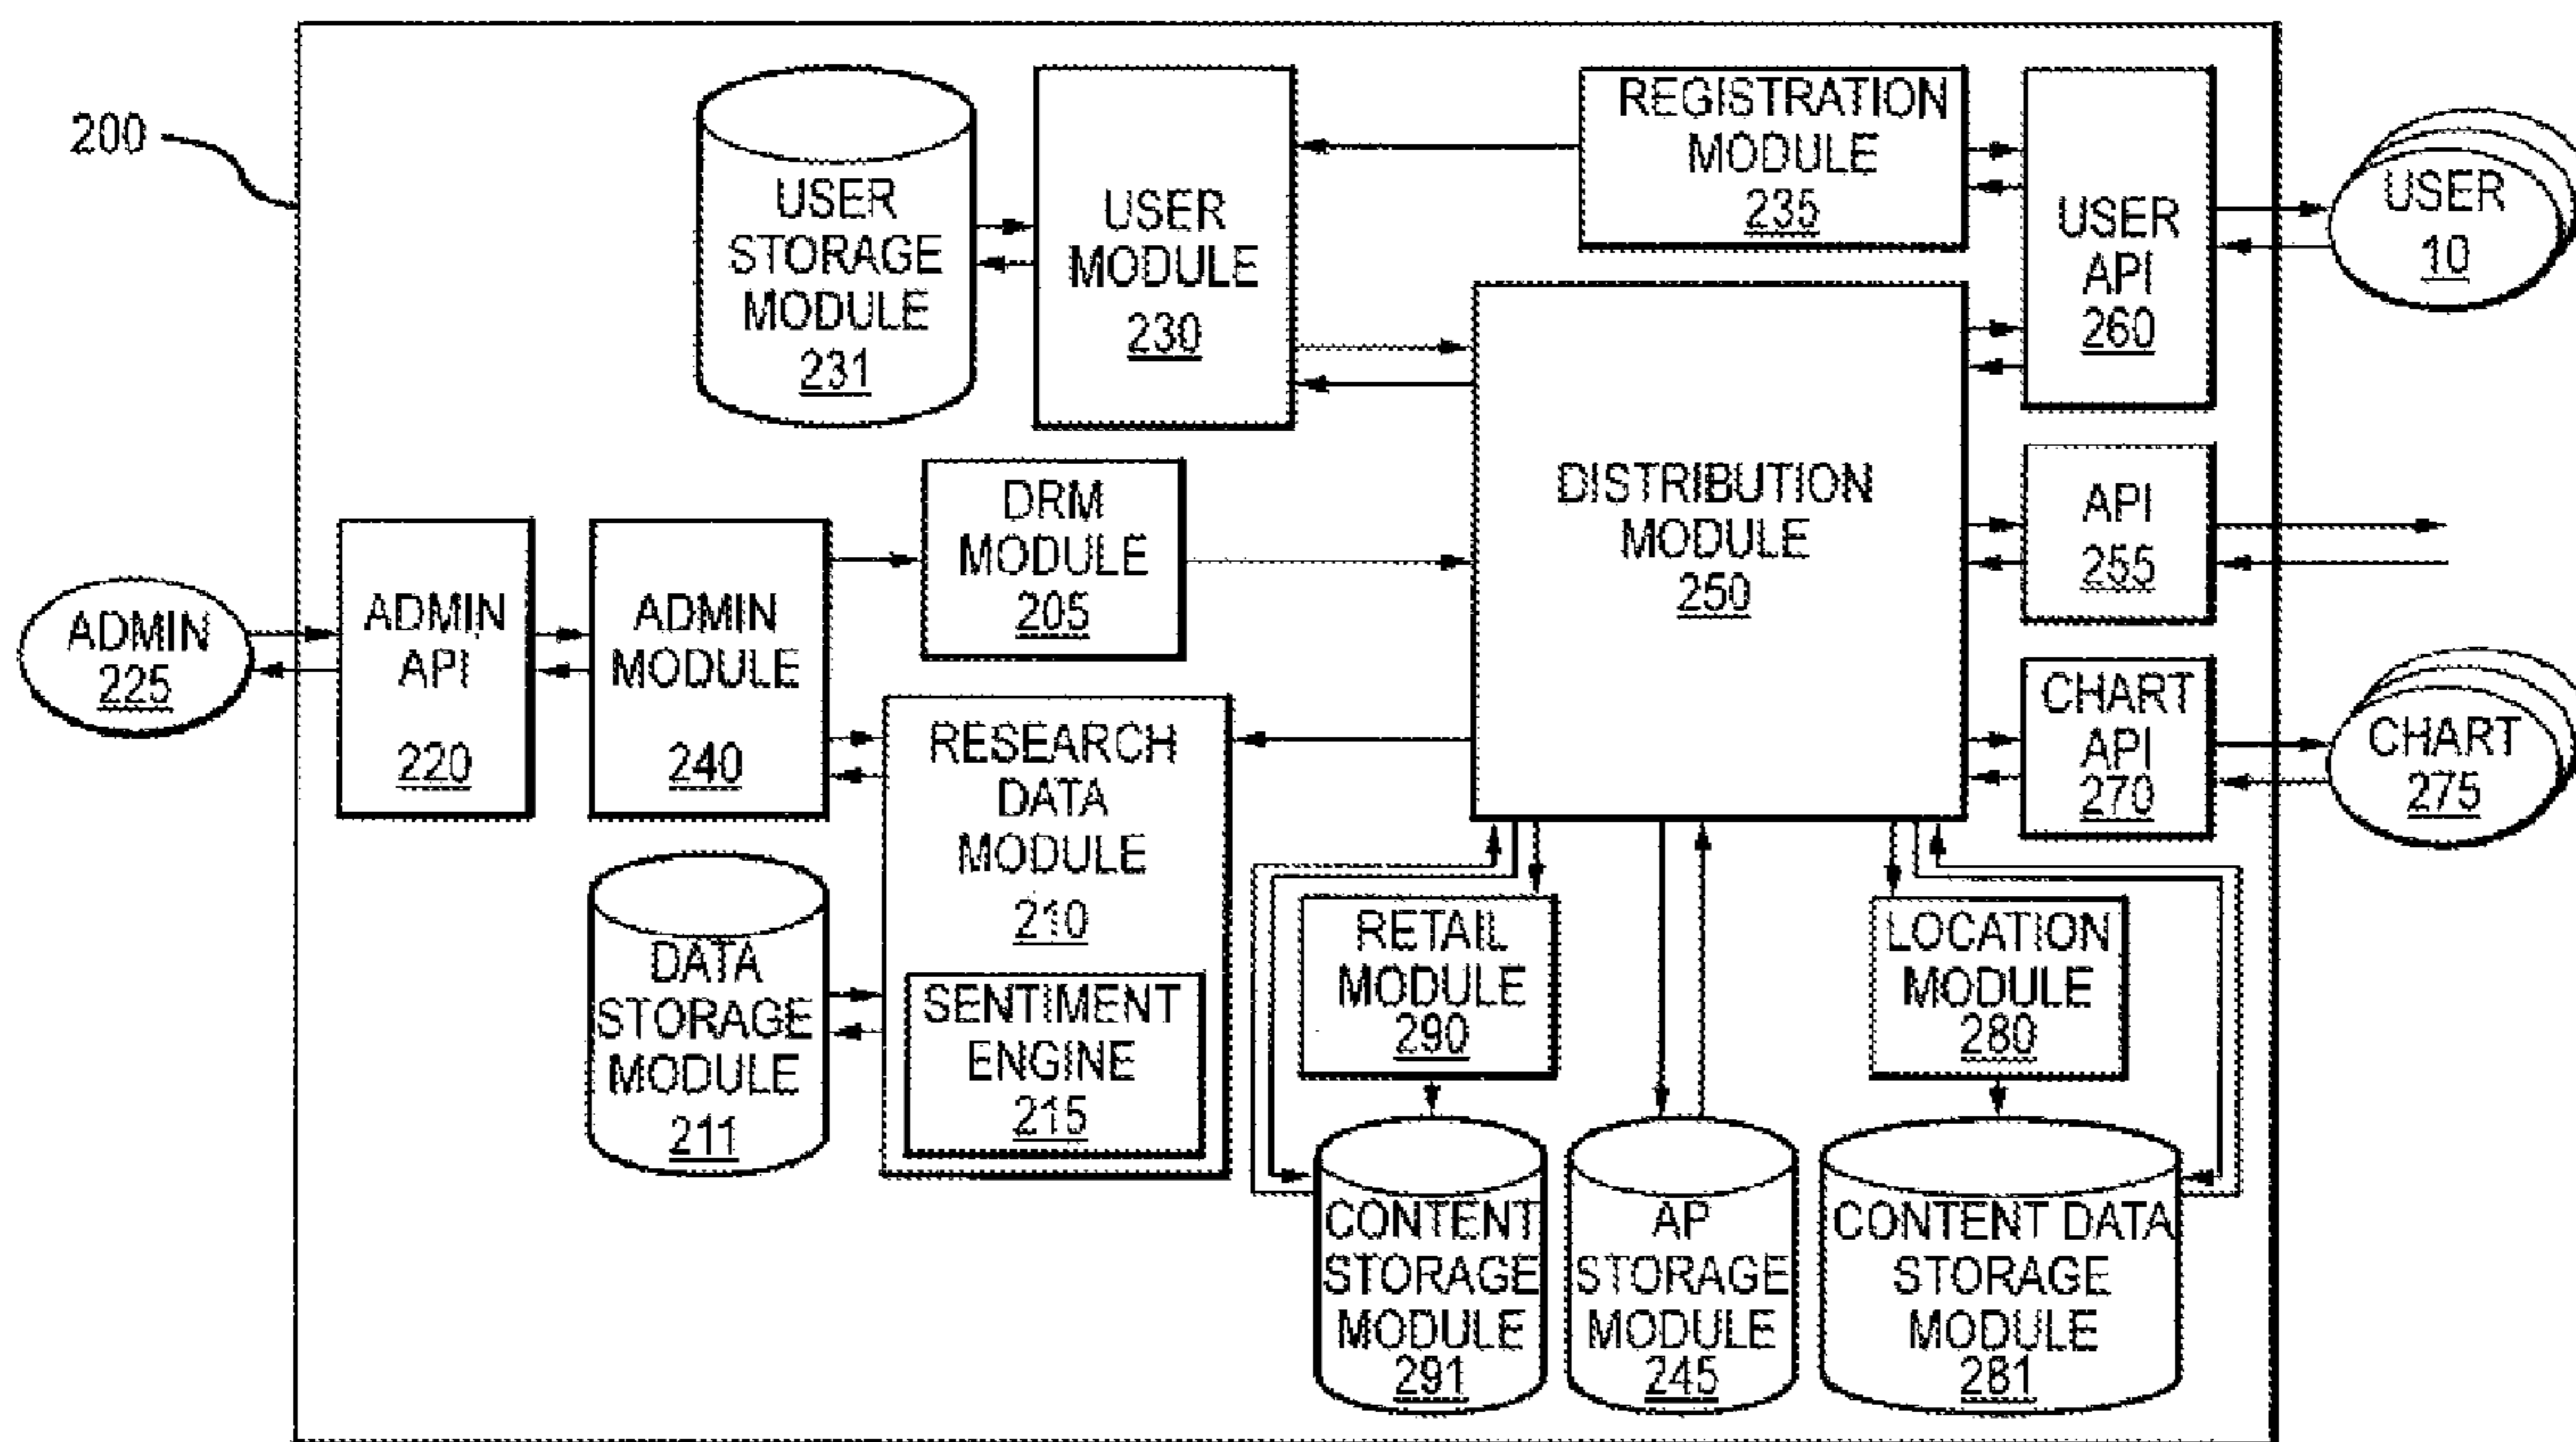 200
USER
STORAGE
MODULE
231
USER
MODULE
230
REGISTRATION
MODULE
235
USER
API
260
USER
10
DISTRIBUTION
MODULE
250
API
255
CHART
API
270
CHART
275
ADMIN
225
ADMIN
API
220
ADMIN
MODULE
240
DRM
MODULE
205
RESEARCH
DATA
MODULE
210
SENTIMENT
ENGINE
215
DATA
STORAGE
MODULE
211
RETAIL
MODULE
290
LOCATION
MODULE
280
CONTENT
STORAGE
MODULE
291
AP
STORAGE
MODULE
245
CONTENT DATA
STORAGE
MODULE
281